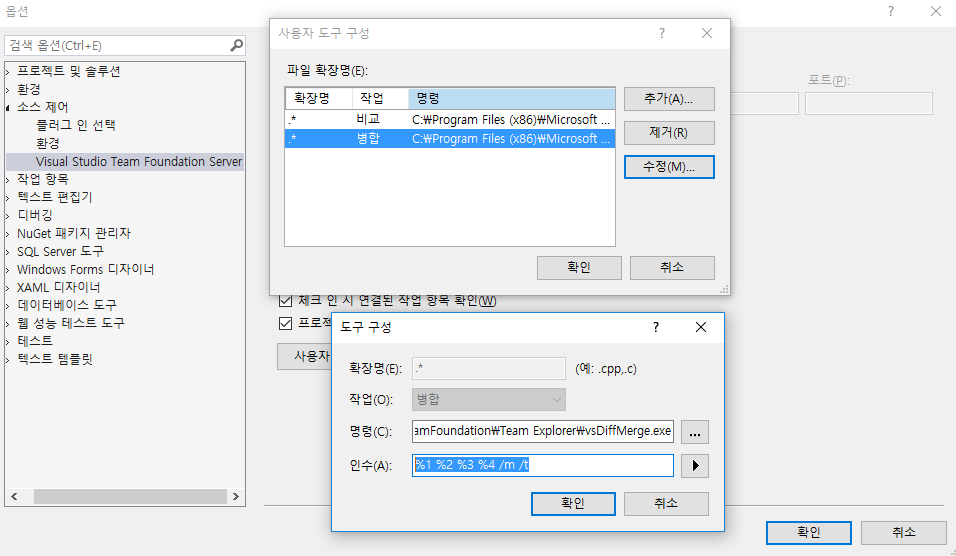 옵션
검색 옵션(Ctrl+E)
프로젝트 및 솔루션
환경
소스 제어
플러그 인 선택
환경
Visual Studio Team Foundation Server
작업 항목
텍스트 편집기
디버깅
NuGet 패키지 관리자
SQL Server 도구
Windows Forms 디자이너
XAML 디자이너
데이터베이스 도구
웹 성능 테스트 도구
테스트
텍스트 템플릿
포트(P):
사용자 도구 구성
파일 확장명(E):
확장명 작업 명령
.* 비교 C:₩Program Files (x86)₩Microsoft ...
.* 병합 C:₩Program Files (x86)₩Microsoft ...
추가(A)...
제거(R)
수정(M)...
확인 취소
체크 인 시 연결된 작업 항목 확인(W)
프로젝
사용자
도구 구성
확장명(E): .* (예: .cpp,.c)
작업(O): 병합
명령(C): amFoundation₩Team Explorer₩vsDiffMerge.exe ...
인수(A): %1 %2 %3 %4 /m /t
확인 취소
확인 취소